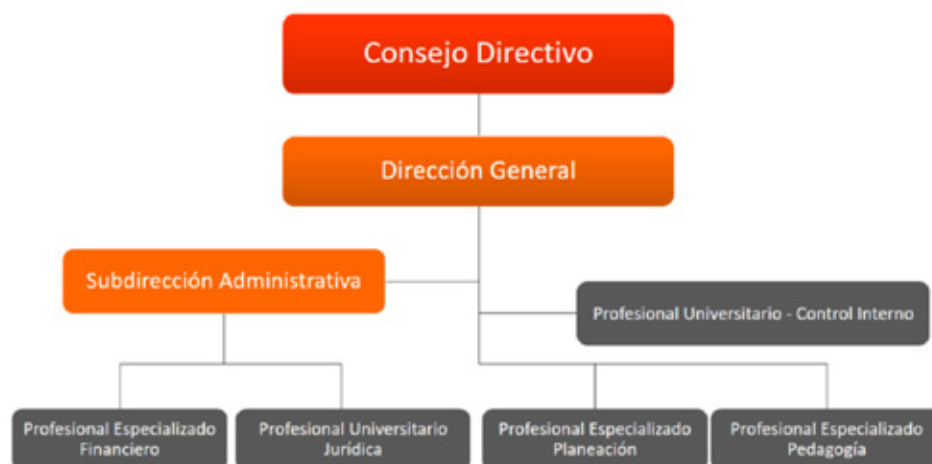 Consejo Directivo
Dirección General
Subdirección Administrativa
Profesional Universitario - Control Interno
Profesional Especializado
Financiero
Profesional Universitario
Jurídica
Profesional Especializado
Planeación
Profesional Especializado
Pedagogía